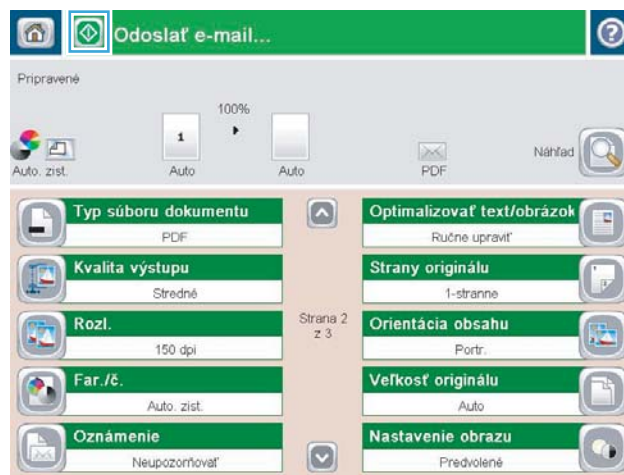 Odoslať e-mail...
Pripravené
100%
1
Auto. zist.
Auto
Auto
PDF
Náhľad
Typ súboru dokumentu
PDF
Kvalita výstupu
Stredné
Rozl.
150 dpi
Far./č.
Auto. zist.
Oznámenie
Neupozorňovať
Strana 2
z 3
Optimalizovať text/obrázok
Ručne upraviť
Strany originálu
1-stranne
Orientácia obsahu
Portr.
Veľkosť originálu
Auto
Nastavenie obrazu
Predvolené